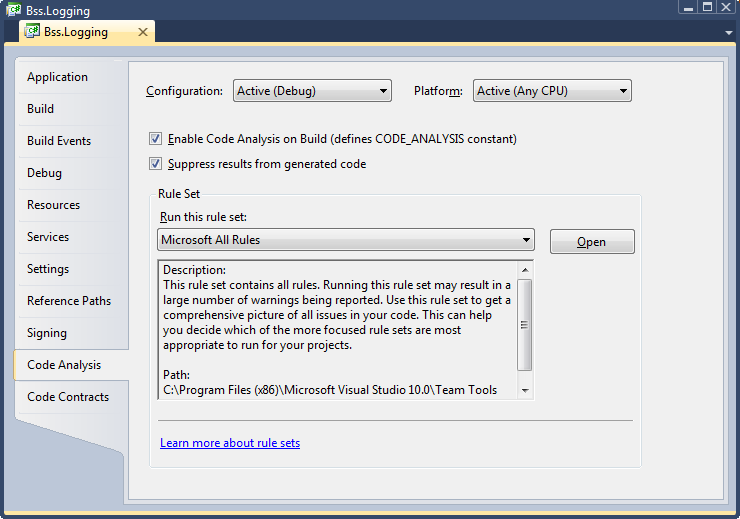 Bss.Logging
Bss.Logging
Application
Build
Build Events
Debug
Resources
Services
Settings
Reference Paths
Signing
Code Analysis
Code Contracts
Configuration: Active (Debug) Platform: Active (Any CPU)
Enable Code Analysis on Build (defines CODE_ANALYSIS constant)
Suppress results from generated code
Rule Set
Run this rule set:
Microsoft All Rules Open
Description:
This rule set contains all rules. Running this rule set may result in a
large number of warnings being reported. Use this rule set to get a
comprehensive picture of all issues in your code. This can help
you decide which of the more focused rule sets are most
appropriate to run for your projects.
Path:
C:\Program Files (x86)\Microsoft Visual Studio 10.0\Team Tools
Learn more about rule sets